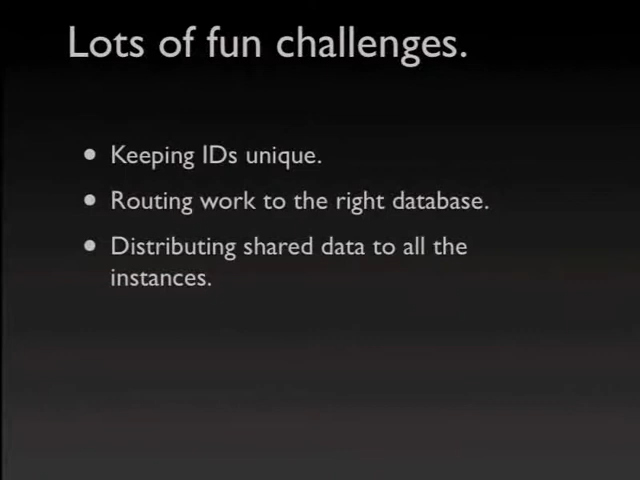 Lots of fun challenges.
• Keeping IDs unique.
• Routing work to the right database.
• Distributing shared data to all the
instances.